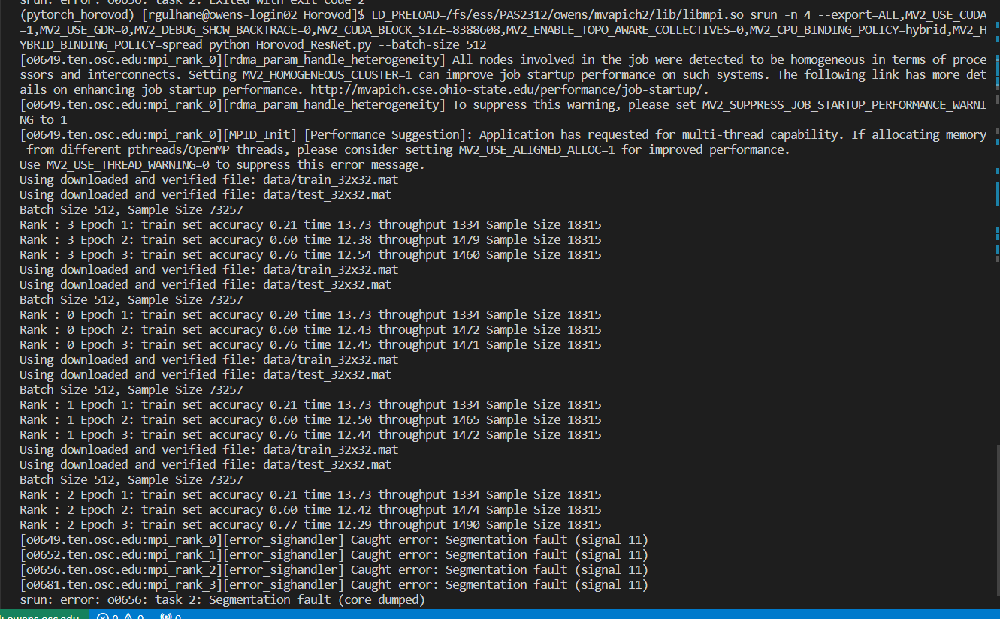 srun: error: o0656: task 2: Exited with exit code 2
(pytorch_horovod) [rgulhane@owens-login02 Horovod]$ LD_PRELOAD=/fs/ess/PAS2312/owens/mvapich2/lib/libmpi.so srun -n 4 --export=ALL,MV2_USE_CUDA
=1,MV2_USE_GDR=0,MV2_DEBUG_SHOW_BACKTRACE=0,MV2_CUDA_BLOCK_SIZE=8388608,MV2_ENABLE_TOPO_AWARE_COLLECTIVES=0,MV2_CPU_BINDING_POLICY=hybrid,MV2_H
YBRID_BINDING_POLICY=spread python Horovod_ResNet.py --batch-size 512
[o0649.ten.osc.edu:mpi_rank_0][rdma_param_handle_heterogeneity] All nodes involved in the job were detected to be homogeneous in terms of proce
ssors and interconnects. Setting MV2_HOMOGENEOUS_CLUSTER=1 can improve job startup performance on such systems. The following link has more det
ails on enhancing job startup performance. http://mvapich.cse.ohio-state.edu/performance/job-startup/.
[o0649.ten.osc.edu:mpi_rank_0][rdma_param_handle_heterogeneity] To suppress this warning, please set MV2_SUPPRESS_JOB_STARTUP_PERFORMANCE_WARNI
NG to 1
[o0649.ten.osc.edu:mpi_rank_0][MPID_Init] [Performance Suggestion]: Application has requested for multi-thread capability. If allocating memory
 from different pthreads/OpenMP threads, please consider setting MV2_USE_ALIGNED_ALLOC=1 for improved performance.
Use MV2_USE_THREAD_WARNING=0 to suppress this error message.
Using downloaded and verified file: data/train_32x32.mat
Using downloaded and verified file: data/test_32x32.mat
Batch Size 512, Sample Size 73257
Rank : 3 Epoch 1: train set accuracy 0.21 time 13.73 throughput 1334 Sample Size 18315
Rank : 3 Epoch 2: train set accuracy 0.60 time 12.38 throughput 1479 Sample Size 18315
Rank : 3 Epoch 3: train set accuracy 0.76 time 12.54 throughput 1460 Sample Size 18315
Using downloaded and verified file: data/train_32x32.mat
Using downloaded and verified file: data/test_32x32.mat
Batch Size 512, Sample Size 73257
Rank : 0 Epoch 1: train set accuracy 0.20 time 13.73 throughput 1334 Sample Size 18315
Rank : 0 Epoch 2: train set accuracy 0.60 time 12.43 throughput 1472 Sample Size 18315
Rank : 0 Epoch 3: train set accuracy 0.76 time 12.45 throughput 1471 Sample Size 18315
Using downloaded and verified file: data/train_32x32.mat
Using downloaded and verified file: data/test_32x32.mat
Batch Size 512, Sample Size 73257
Rank : 1 Epoch 1: train set accuracy 0.21 time 13.73 throughput 1334 Sample Size 18315
Rank : 1 Epoch 2: train set accuracy 0.60 time 12.50 throughput 1465 Sample Size 18315
Rank : 1 Epoch 3: train set accuracy 0.76 time 12.44 throughput 1472 Sample Size 18315
Using downloaded and verified file: data/train_32x32.mat
Using downloaded and verified file: data/test_32x32.mat
Batch Size 512, Sample Size 73257
Rank : 2 Epoch 1: train set accuracy 0.21 time 13.73 throughput 1334 Sample Size 18315
Rank : 2 Epoch 2: train set accuracy 0.60 time 12.42 throughput 1474 Sample Size 18315
Rank : 2 Epoch 3: train set accuracy 0.77 time 12.29 throughput 1490 Sample Size 18315
[o0649.ten.osc.edu:mpi_rank_0][error_sighandler] Caught error: Segmentation fault (signal 11)
[o0652.ten.osc.edu:mpi_rank_1][error_sighandler] Caught error: Segmentation fault (signal 11)
[o0656.ten.osc.edu:mpi_rank_2][error_sighandler] Caught error: Segmentation fault (signal 11)
[o0681.ten.osc.edu:mpi_rank_3][error_sighandler] Caught error: Segmentation fault (signal 11)
srun: error: o0656: task 2: Segmentation fault (core dumped)
: owens.osc.edu 0 0 0